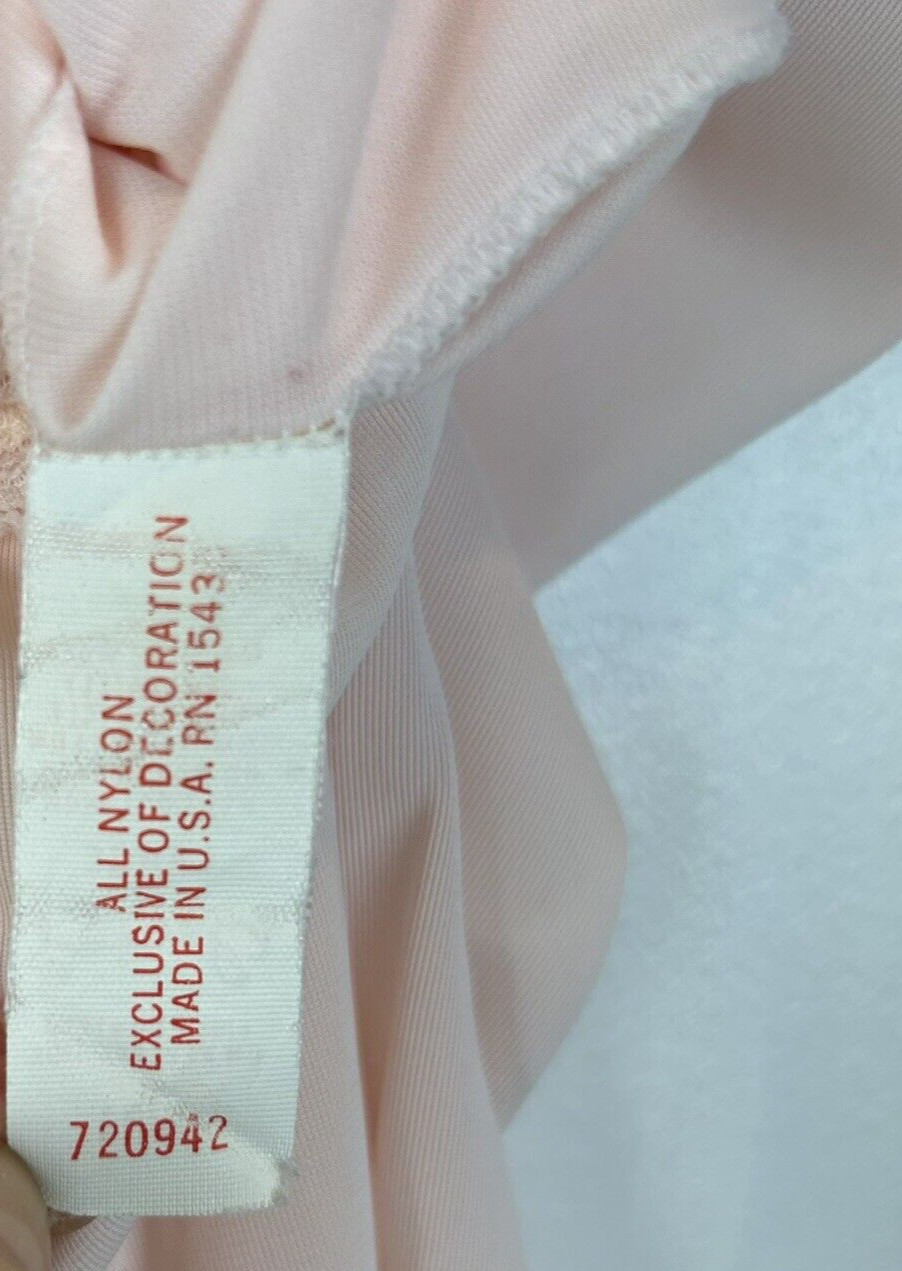 ALL NYLON
EXCLUSIVE OF DECORATION
MADE IN U.S.A. RN 1543
720942